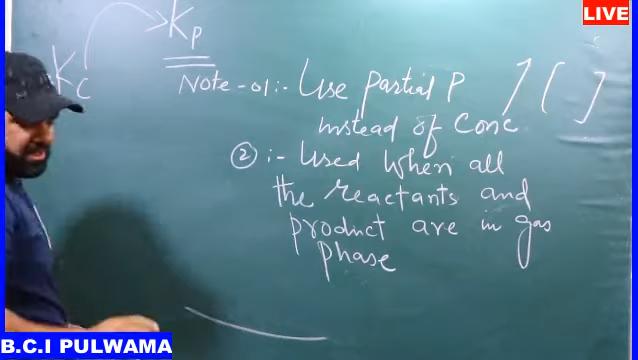 LIVE
Kc Kp
Note-01:- Use Partial P / [ ]
instead of Conc
② :- Used when all
the reactants and
product are in gas
phase
B.C.I PULWAMA